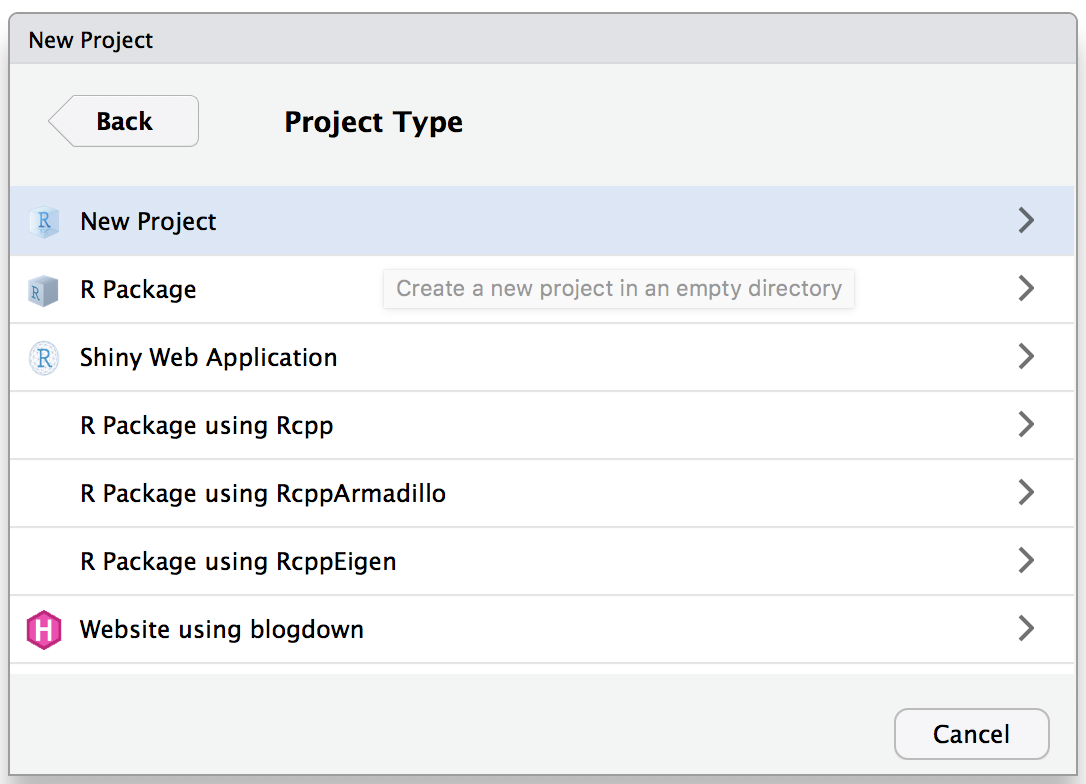 New Project
Back
Project Type
R New Project
R R Package
Create a new project in an empty directory
R Shiny Web Application
R Package using Rcpp
R Package using RcppArmadillo
R Package using RcppEigen
H Website using blogdown
Cancel